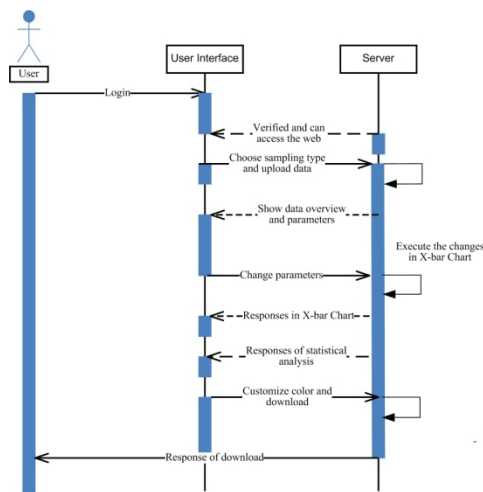 User
User Interface
Server
Login
Verified and can
access the web
Choose sampling type
and upload data
Show data overview
and parameters
Execute the changes
in X-bar Chart
Change parameters
Responses in X-bar Chart
Responses of statistical
analysis
Customize color and
download
Response of download